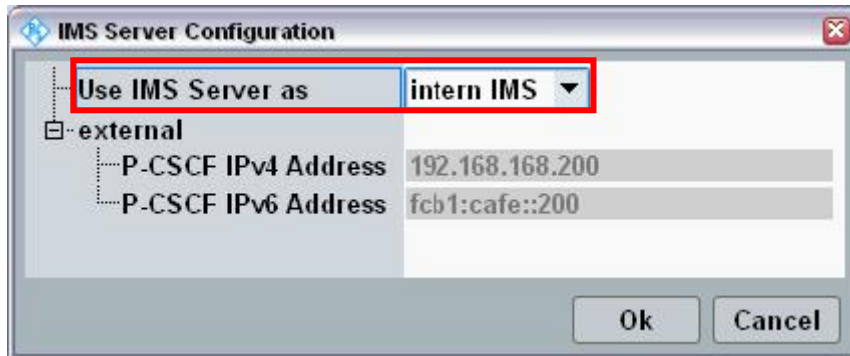 IMS Server Configuration
Use IMS Server as intern IMS
external
P-CSCF IPv4 Address 192.168.168.200
P-CSCF IPv6 Address fcb1:cafe::200
Ok Cancel